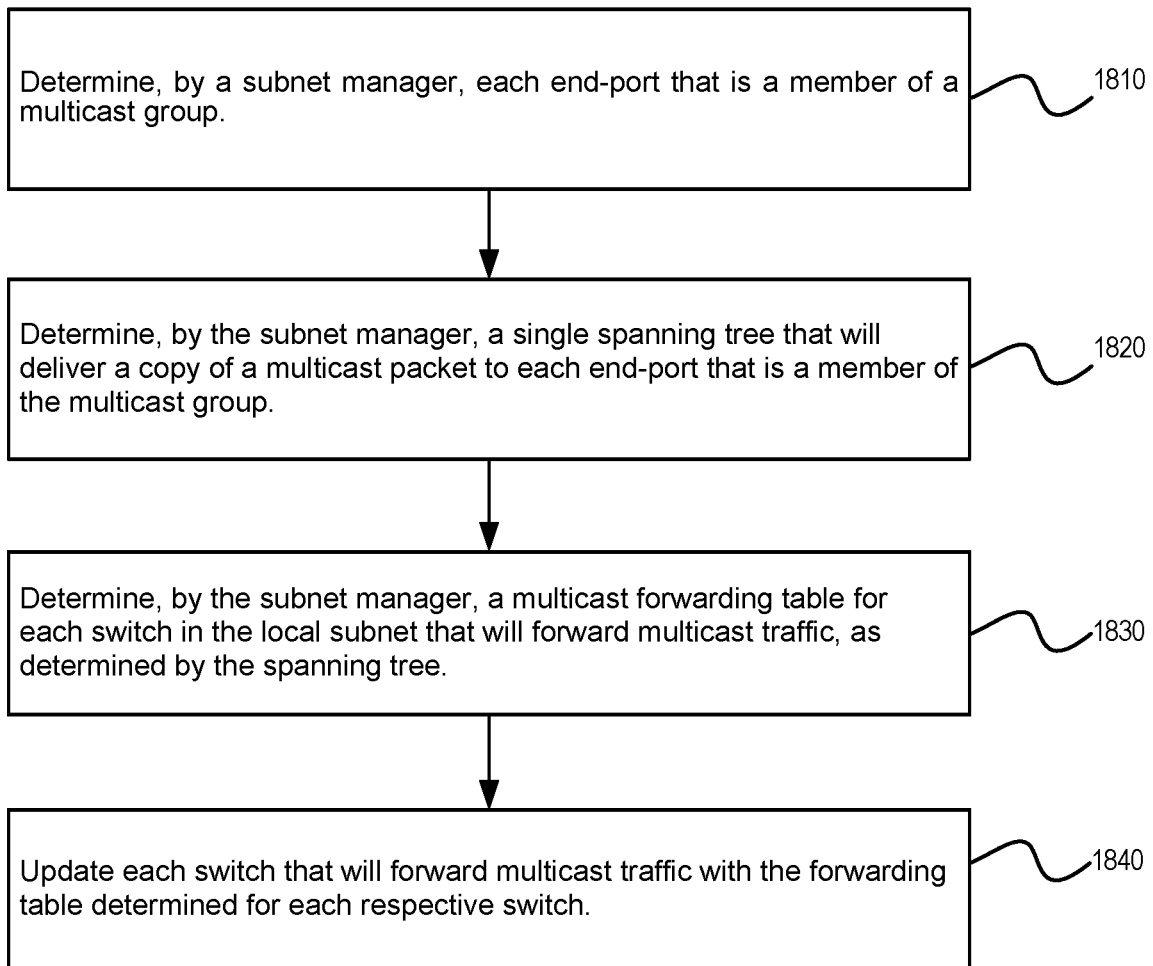 Determine, by a subnet manager, each end-port that is a member of a
multicast group.
1810
Determine, by the subnet manager, a single spanning tree that will
deliver a copy of a multicast packet to each end-port that is a member of
the multicast group.
1820
Determine, by the subnet manager, a multicast forwarding table for
each switch in the local subnet that will forward multicast traffic, as
determined by the spanning tree.
1830
Update each switch that will forward multicast traffic with the forwarding
table determined for each respective switch.
1840